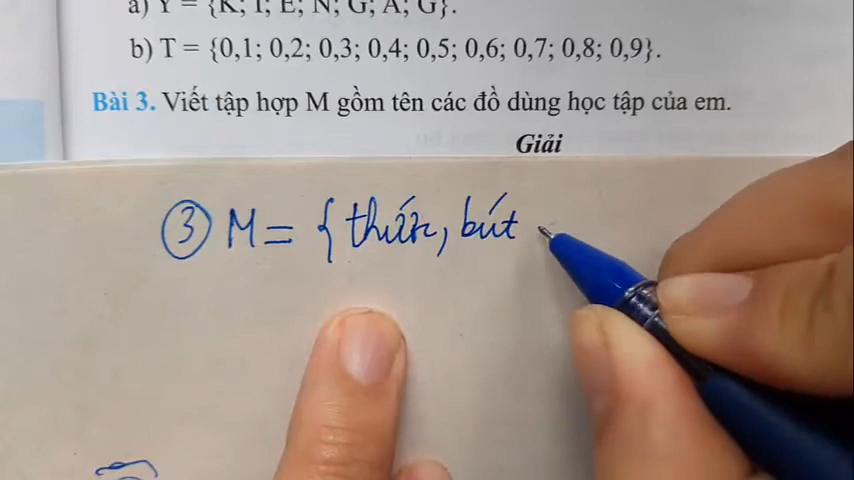 a) Y = {K; I; E; N; G; A; G}.
b) T = {0,1; 0,2; 0,3; 0,4; 0,5; 0,6; 0,7; 0,8; 0,9}.
Bài 3. Viết tập hợp M gồm tên các đồ dùng học tập của em.
Giải
③ M = { thước, bút